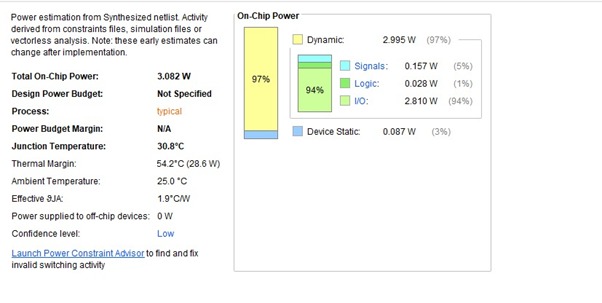 Power estimation from Synthesized netlist. Activity
derived from constraints files, simulation files or
vectorless analysis. Note: these early estimates can
change after implementation.
Total On-Chip Power: 3.082 W
Design Power Budget: Not Specified
Process: typical
Power Budget Margin: N/A
Junction Temperature: 30.8°C
Thermal Margin: 54.2°C (28.6 W)
Ambient Temperature: 25.0 °C
Effective ϑJA: 1.9°C/W
Power supplied to off-chip devices: 0 W
Confidence level: Low
Launch Power Constraint Advisor to find and fix
invalid switching activity
On-Chip Power
97%
94%
Dynamic: 2.995 W (97%)
Signals: 0.157 W (5%)
Logic: 0.028 W (1%)
I/O: 2.810 W (94%)
Device Static: 0.087 W (3%)